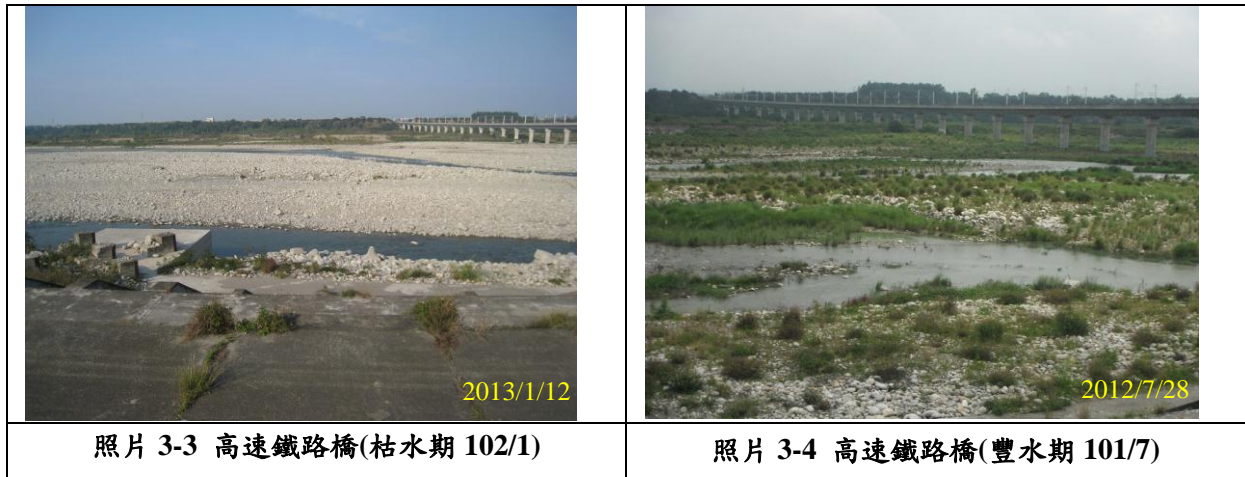 2013/1/12
2012/7/28
照片 3-3 高速鐵路橋(枯水期 102/1)
照片 3-4 高速鐵路橋(豐水期 101/7)